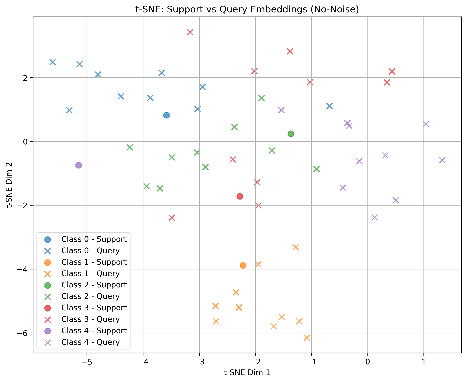 t-SNE: Support vs Query Embeddings (No-Noise)
t-SNE Dim 2
2
0
−2
−4
−6
Class 0 - Support
Class 0 - Query
Class 1 - Support
Class 1 - Query
Class 2 - Support
Class 2 - Query
Class 3 - Support
Class 3 - Query
Class 4 - Support
Class 4 - Query
−5 −4 −3 −2 −1 0 1
t-SNE Dim 1